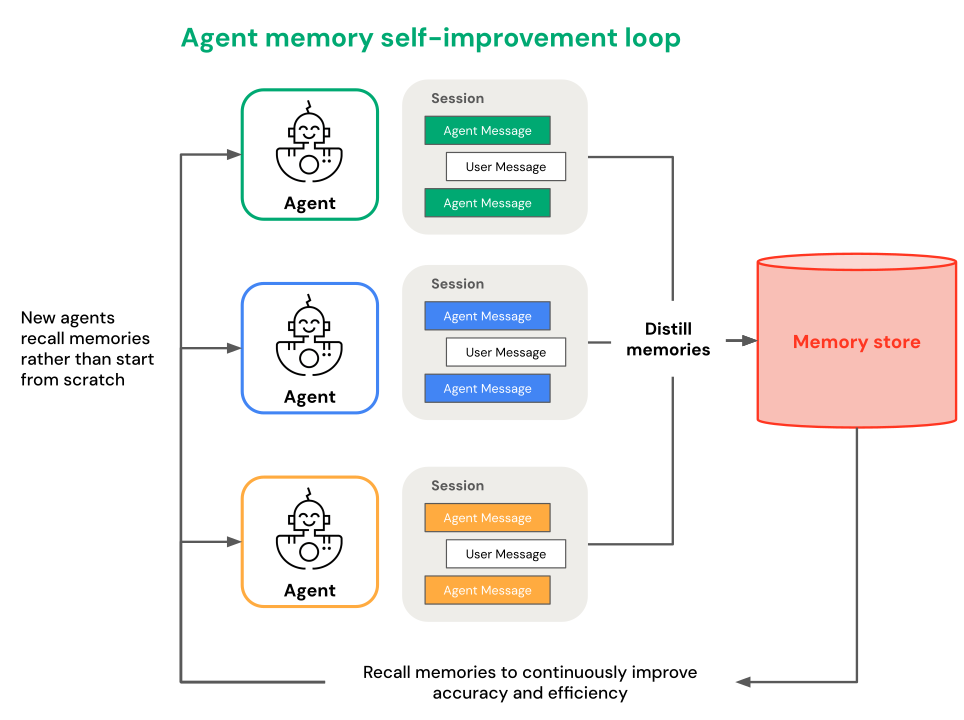 Agent memory self-improvement loop
Agent
Session
Agent Message
User Message
Agent Message
New agents
recall memories
rather than start
from scratch
Agent
Session
Agent Message
User Message
Agent Message
Distill
memories
Memory store
Agent
Session
Agent Message
User Message
Agent Message
Recall memories to continuously improve
accuracy and efficiency